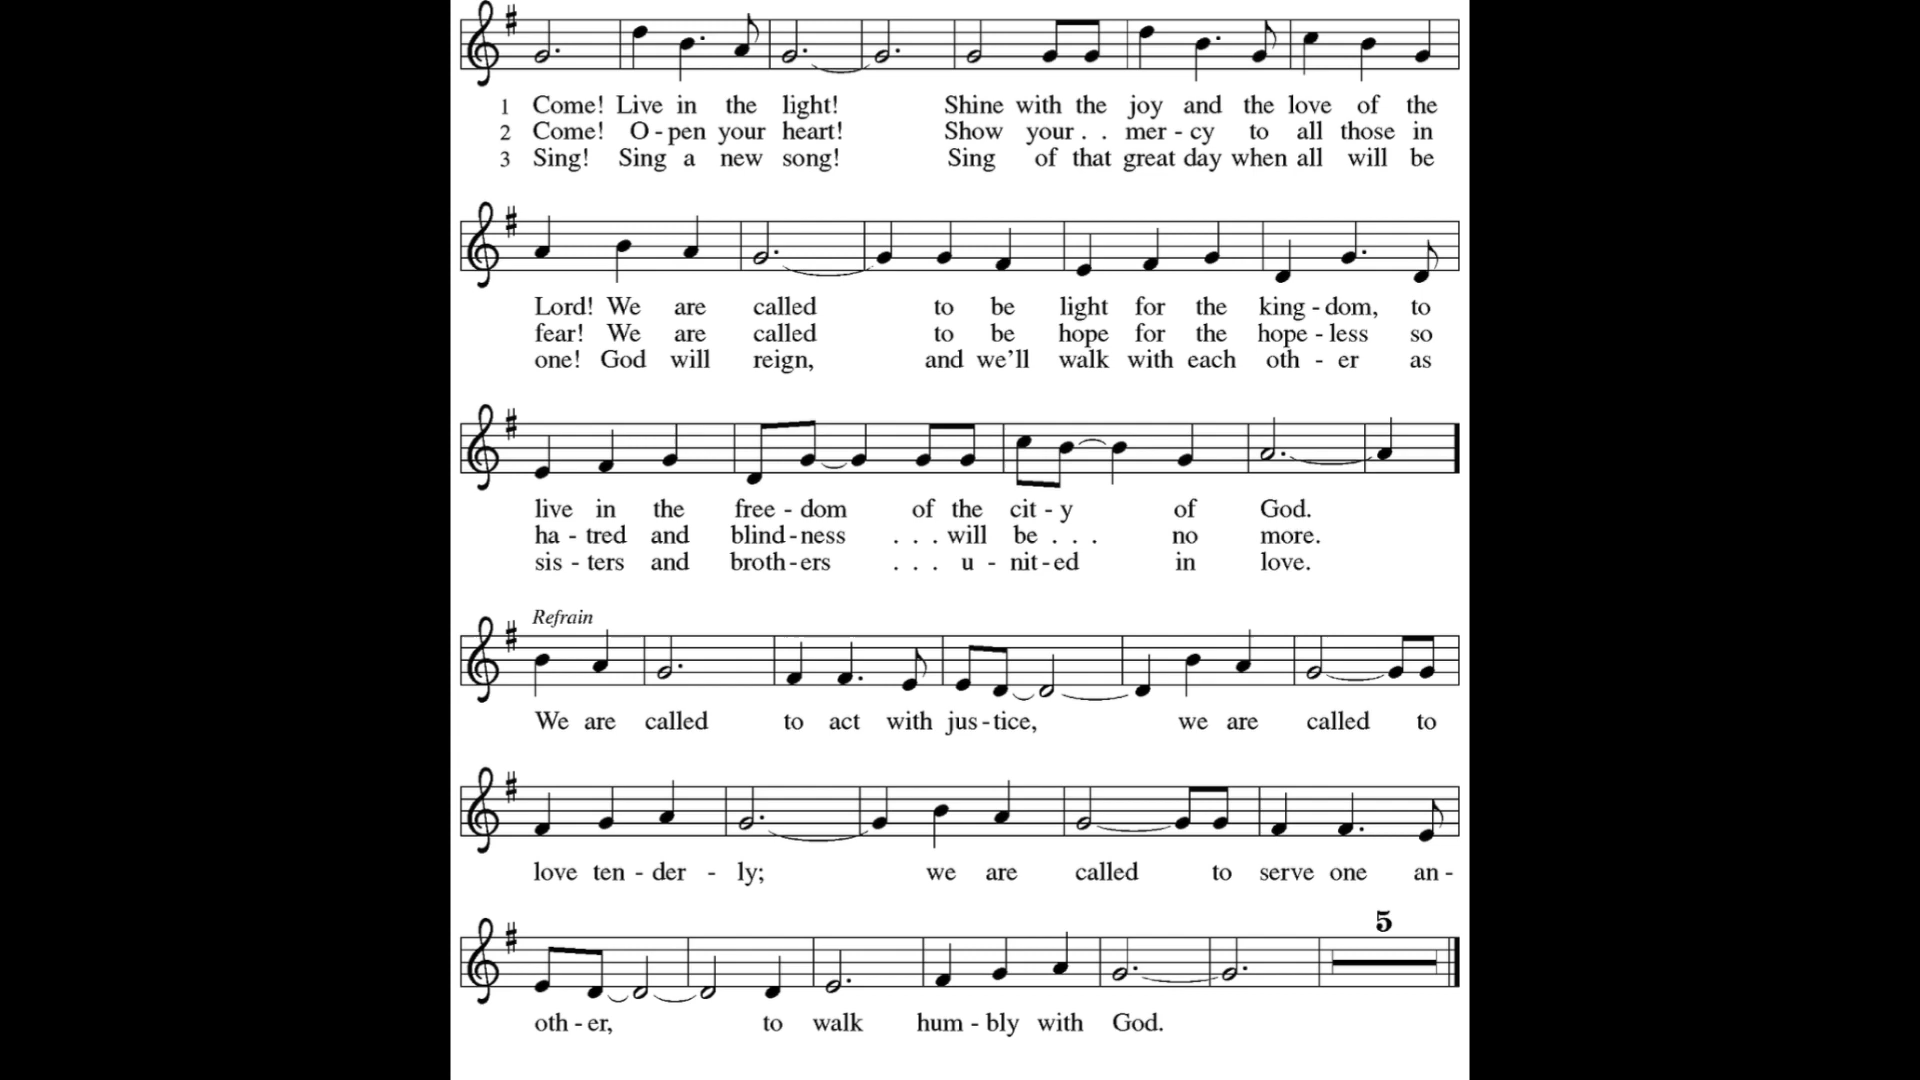 1 Come! Live in the light! Shine with the joy and the love of the
2 Come! O - pen your heart! Show your . . mer - cy to all those in
3 Sing! Sing a new song! Sing of that great day when all will be
Lord! We are called to be light for the king - dom, to
fear! We are called to be hope for the hope - less so
one! God will reign, and we'll walk with each oth - er as
live in the free - dom of the cit - y of God.
ha - tred and blind - ness . . . will be . . . no more.
sis - ters and broth - ers . . . u - nit - ed in love.
Refrain
We are called to act with jus - tice, we are called to
love ten - der - ly; we are called to serve one an -
5
oth - er, to walk hum - bly with God.